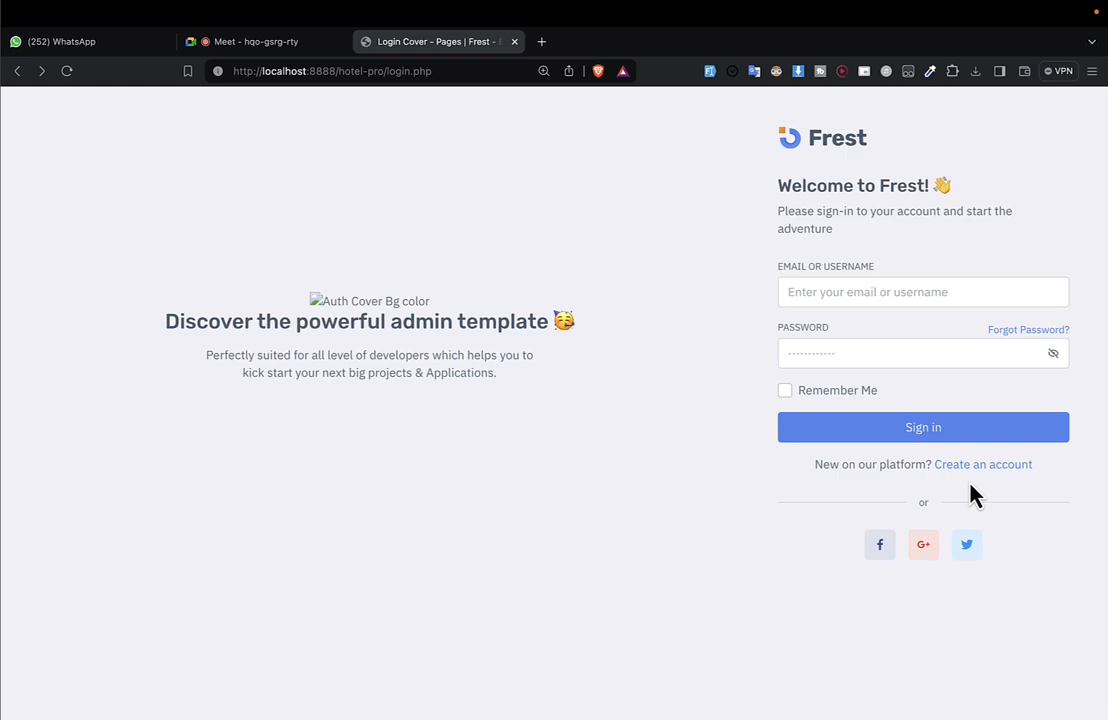 (252) WhatsApp
Meet - hqo-gsrg-rty
Login Cover - Pages | Frest -
http://localhost:8888/hotel-pro/login.php
VPN
Frest
Welcome to Frest! 👋
Please sign-in to your account and start the
adventure
EMAIL OR USERNAME
Enter your email or username
PASSWORD
Forgot Password?
············
Remember Me
Sign in
New on our platform? Create an account
or
f
G+
Auth Cover Bg color
Discover the powerful admin template 🥳
Perfectly suited for all level of developers which helps you to
kick start your next big projects & Applications.